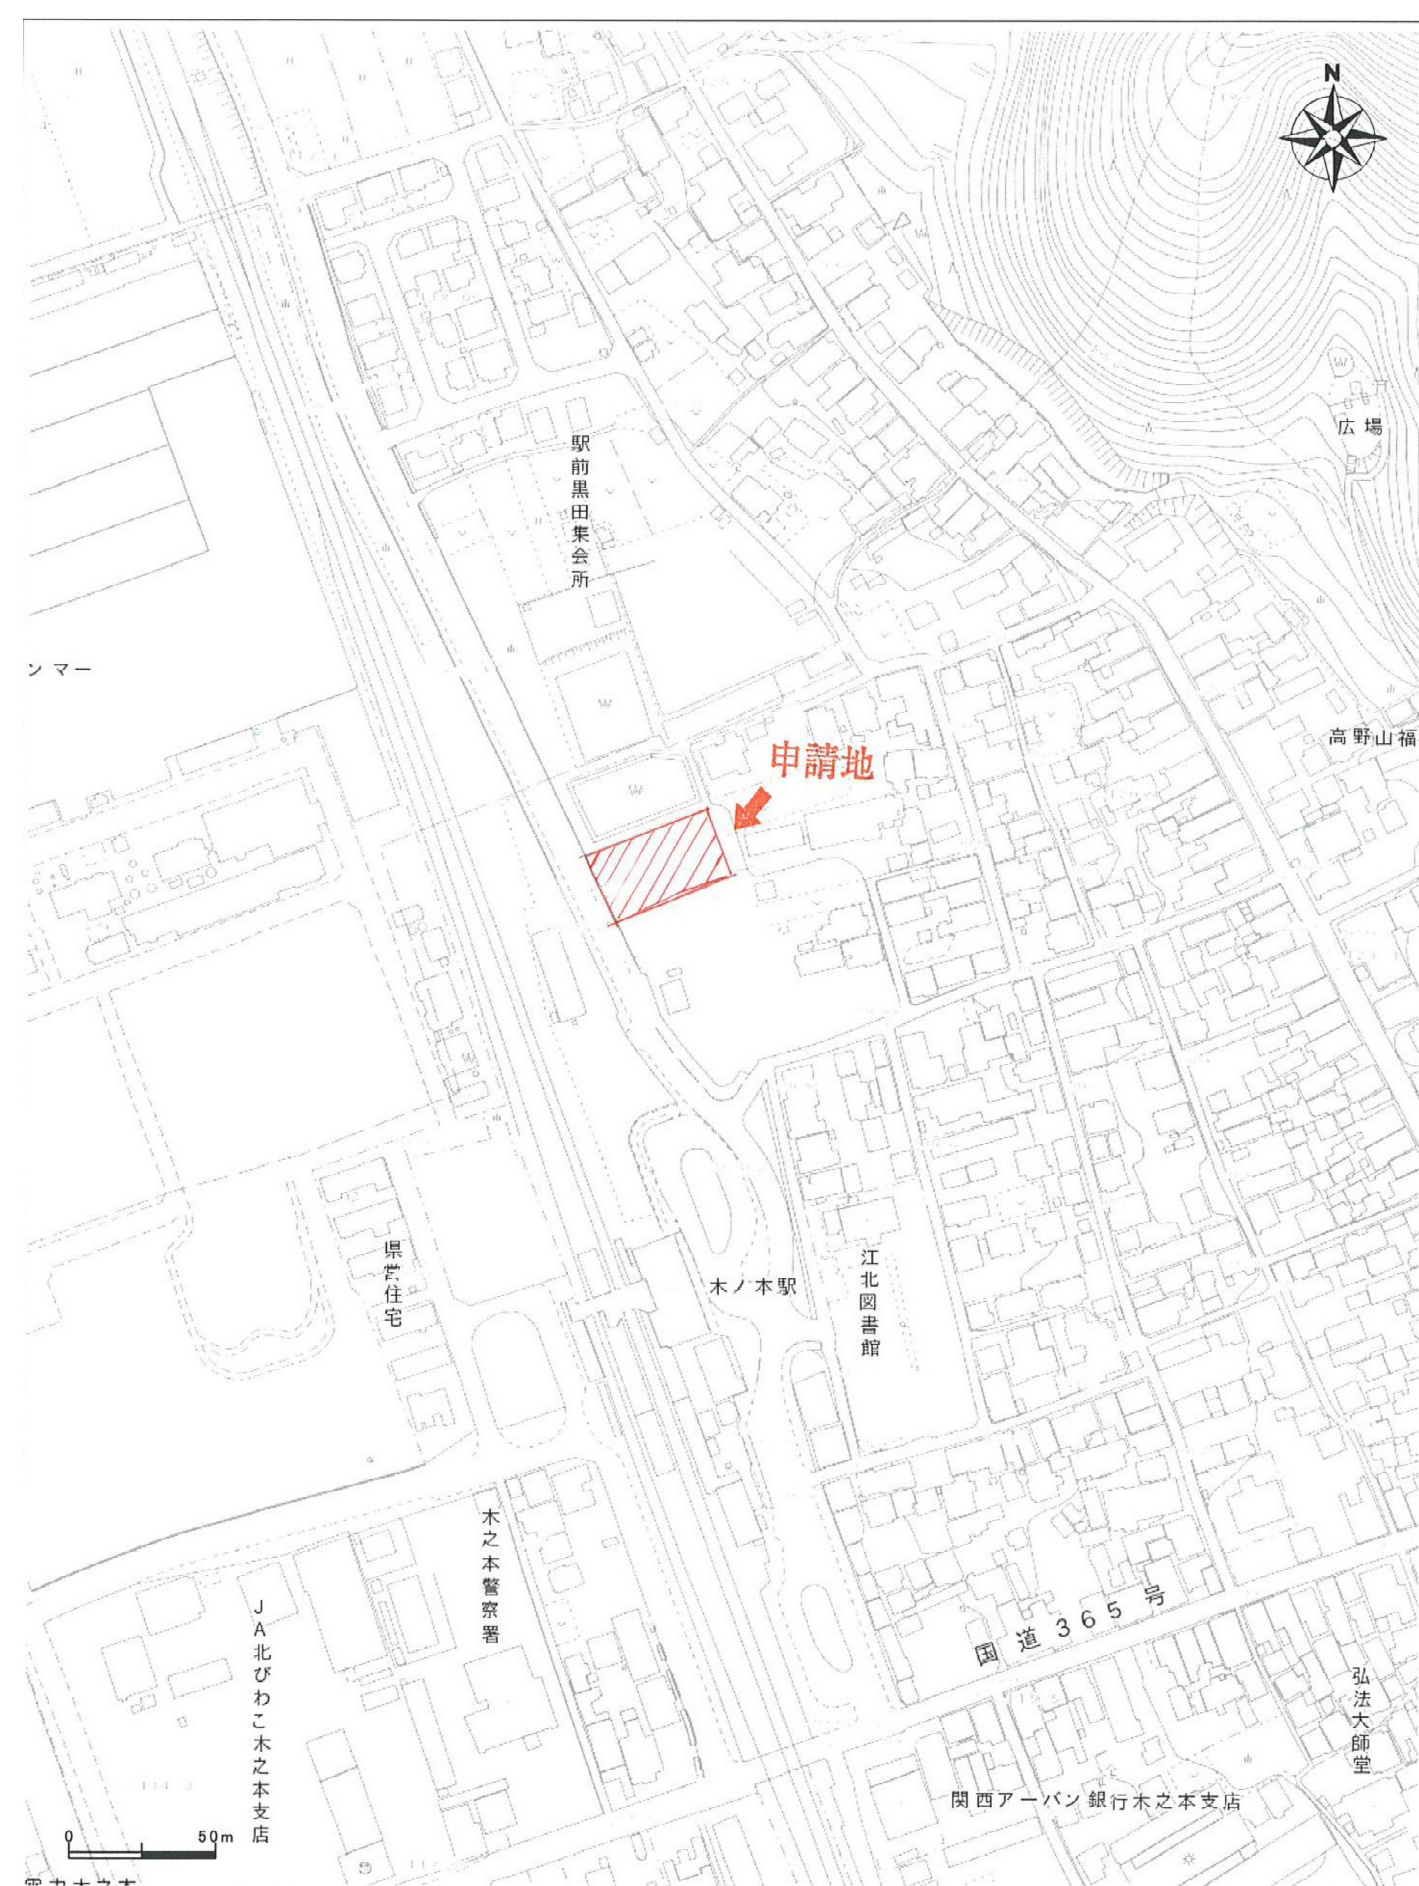 N
広場
駅前黒田集会所
ンマー
高野山福
申請地
県営住宅
木ノ本駅
江北図書館
木之本警察署
JA北びわこ木之本支店
国道365号
弘法大師堂
関西アーバン銀行木之本支店
0 50m